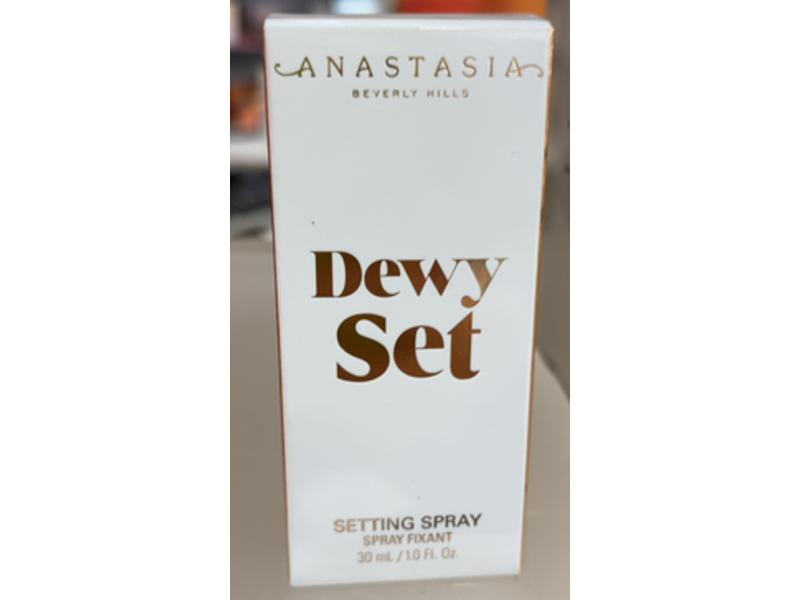 ANASTASIA
BEVERLY HILLS
Dewy
Set
SETTING SPRAY
SPRAY FIXANT
30 mL / 1.0 Fl. Oz.